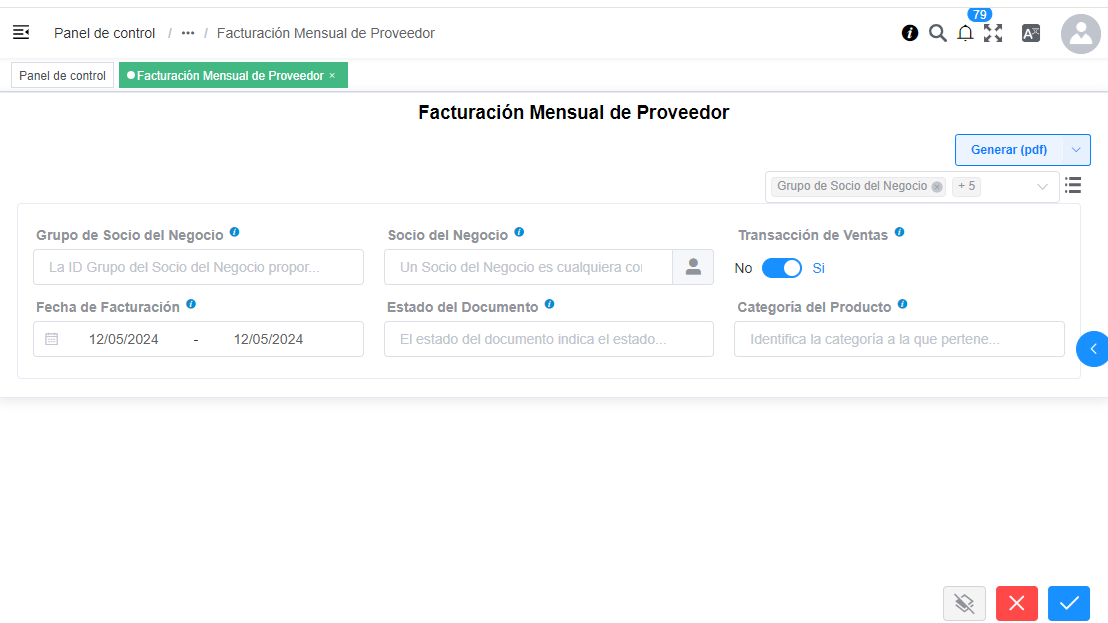 79
Panel de control / ••• / Facturación Mensual de Proveedor
Panel de control Facturación Mensual de Proveedor ×
Facturación Mensual de Proveedor
Generar (pdf)
Grupo de Socio del Negocio + 5
Grupo de Socio del Negocio Socio del Negocio Transacción de Ventas
La ID Grupo del Socio del Negocio propor... Un Socio del Negocio es cualquiera No Si
Fecha de Facturación Estado del Documento Categoría del Producto
12/05/2024 - 12/05/2024 El estado del documento indica el estado... Identifica la categoría a la que pertene...